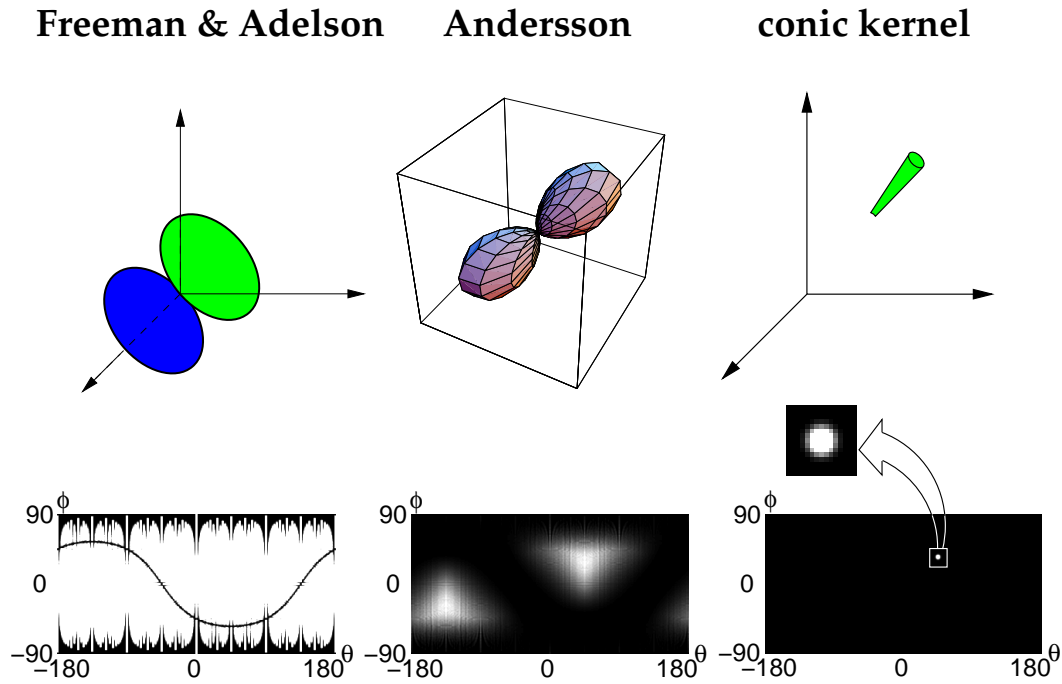 Freeman & Adelson Andersson conic kernel
ϕ ϕ ϕ
90 90 90
0 0 0
−90 −90 −90
−180 0 180 θ −180 0 180 θ −180 0 180 θ